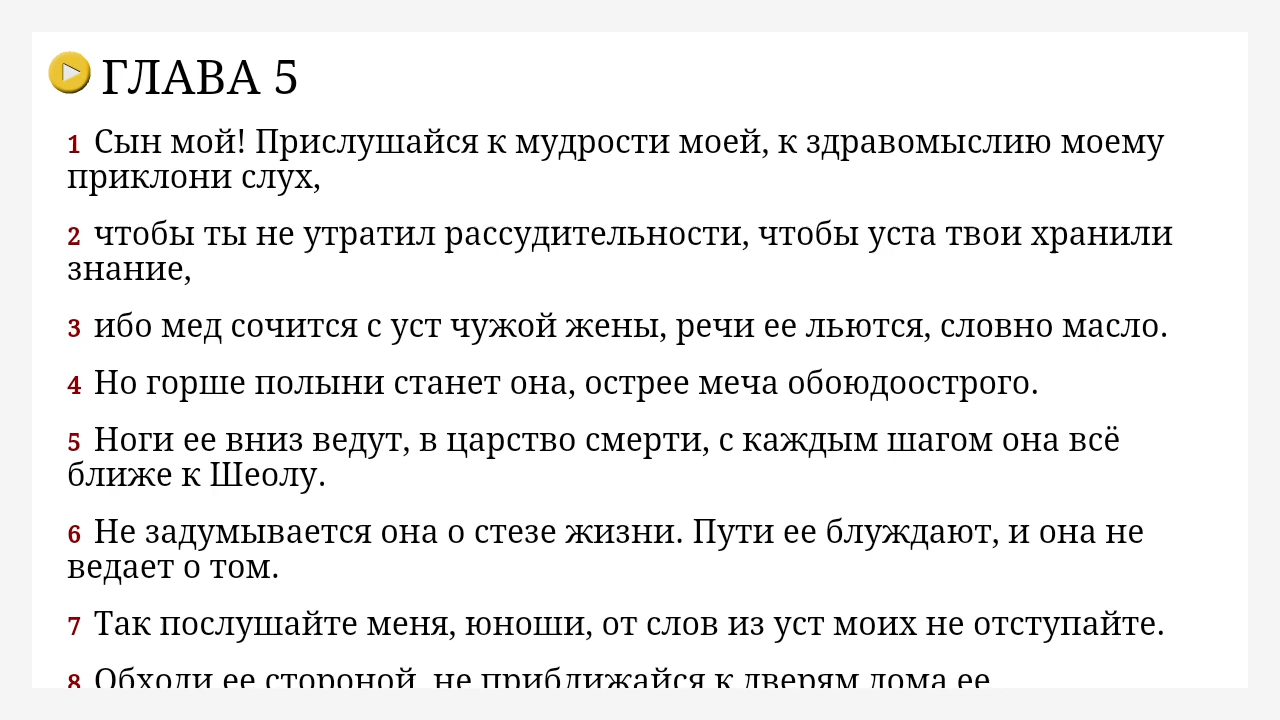 ГЛАВА 5
1 Сын мой! Прислушайся к мудрости моей, к здравомыслию моему
приклони слух,
2 чтобы ты не утратил рассудительности, чтобы уста твои хранили
знание,
3 ибо мед сочится с уст чужой жены, речи ее льются, словно масло.
4 Но горше полыни станет она, острее меча обоюдоострого.
5 Ноги ее вниз ведут, в царство смерти, с каждым шагом она всё
ближе к Шеолу.
6 Не задумывается она о стезе жизни. Пути ее блуждают, и она не
ведает о том.
7 Так послушайте меня, юноши, от слов из уст моих не отступайте.
8 Обходи ее стороной, не приближайся к дверям дома ее